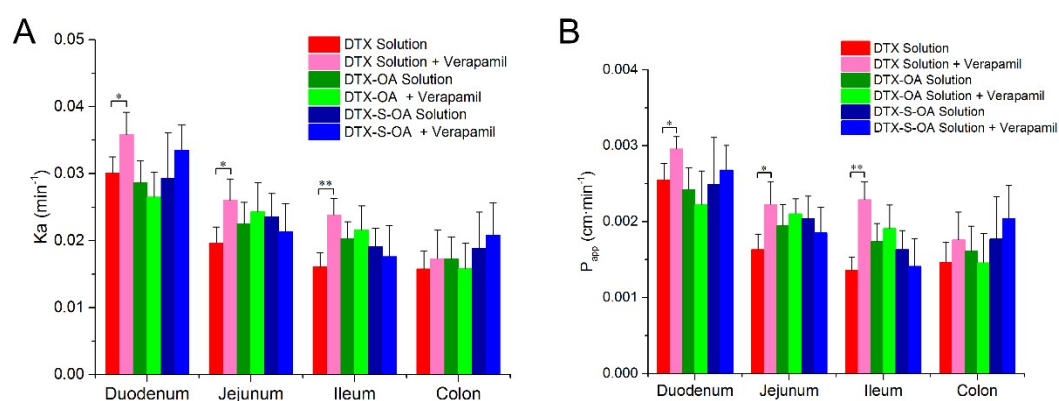 A
Ka (min-1)
0.05
0.04
0.03
0.02
0.01
0.00
DTX Solution
DTX Solution + Verapamil
DTX-OA Solution
DTX-OA + Verapamil
DTX-S-OA Solution
DTX-S-OA + Verapamil
*
*
**
Duodenum Jejunum Ileum Colon
B
Papp (cm·min-1)
0.004
0.003
0.002
0.001
0.000
DTX Solution
DTX Solution + Verapamil
DTX-OA Solution
DTX-OA Solution + Verapamil
DTX-S-OA Solution
DTX-S-OA Solution + Verapamil
*
*
**
Duodenum Jejunum Ileum Colon